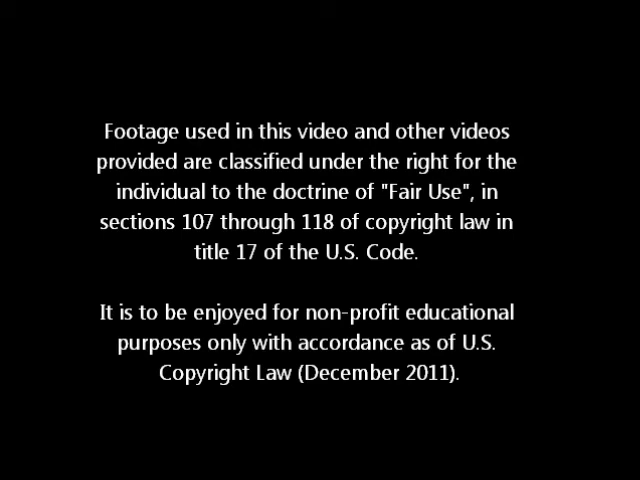 Footage used in this video and other videos
provided are classified under the right for the
individual to the doctrine of "Fair Use", in
sections 107 through 118 of copyright law in
title 17 of the U.S. Code.
It is to be enjoyed for non-profit educational
purposes only with accordance as of U.S.
Copyright Law (December 2011).